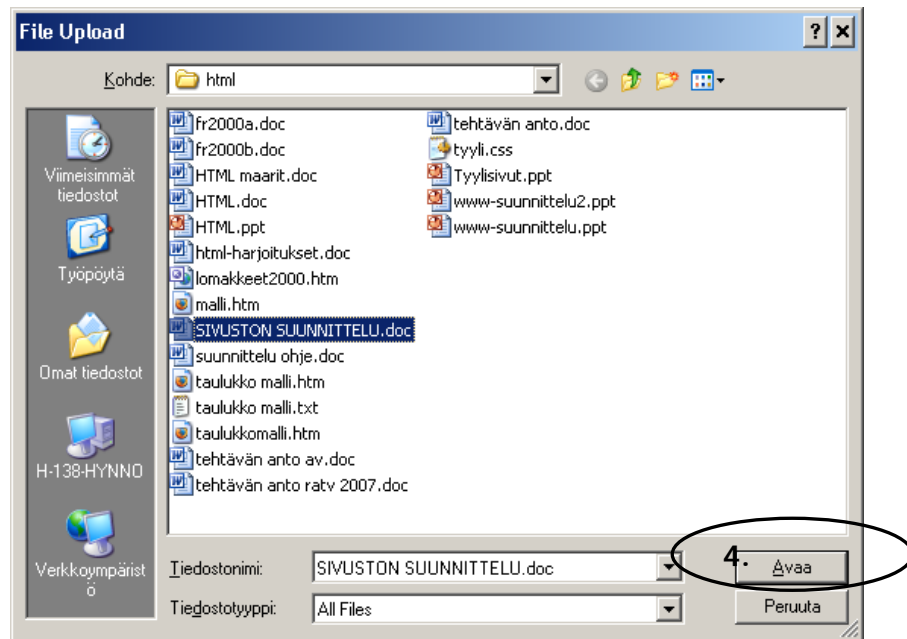 File Upload
Kohde:
html
Viimeisimmät
tiedostot
Työpöytä
Omat tiedostot
H-138-HYNNO
Verkkoympärist
ö
fr2000a.doc
fr2000b.doc
HTML maarit.doc
HTML.doc
HTML.ppt
html-harjoitukset.doc
lomakkeet2000.htm
malli.htm
SIVUSTON SUUNNITTELU.doc
suunnittelu ohje.doc
taulukko malli.htm
taulukko malli.txt
taulukkomalli.htm
tehtävän anto av.doc
tehtävän anto ratv 2007.doc
tehtävän anto.doc
tyyli.css
Tyylisivut.ppt
www-suunnittelu2.ppt
www-suunnittelu.ppt
Tiedostonimi:
SIVUSTON SUUNNITTELU.doc
4.
Avaa
Tiedostotyyppi:
All Files
Peruuta